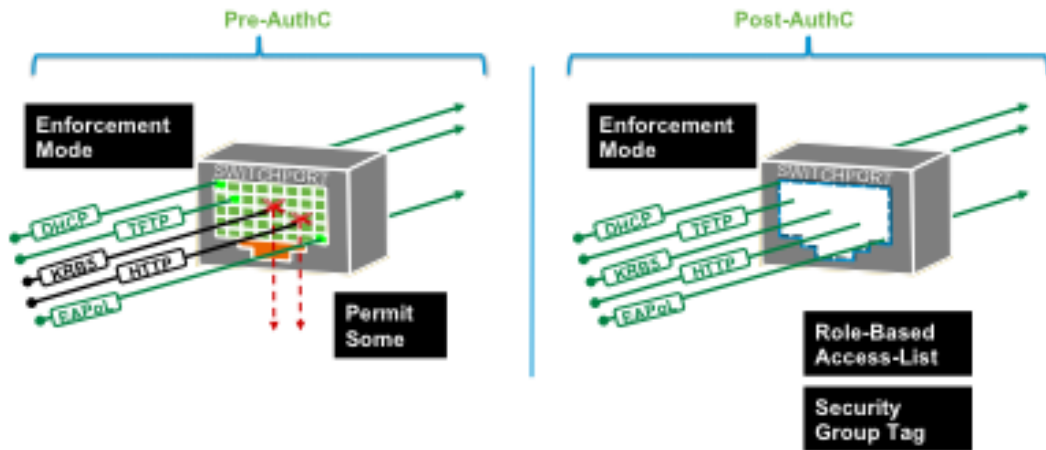 Pre-AuthC
Enforcement
Mode
SWITCHPORT
DHCP
TFTP
KRB5
HTTP
EAPoL
Permit
Some
Post-AuthC
Enforcement
Mode
SWITCHPORT
DHCP
TFTP
KRB5
HTTP
EAPoL
Role-Based
Access-List
Security
Group Tag